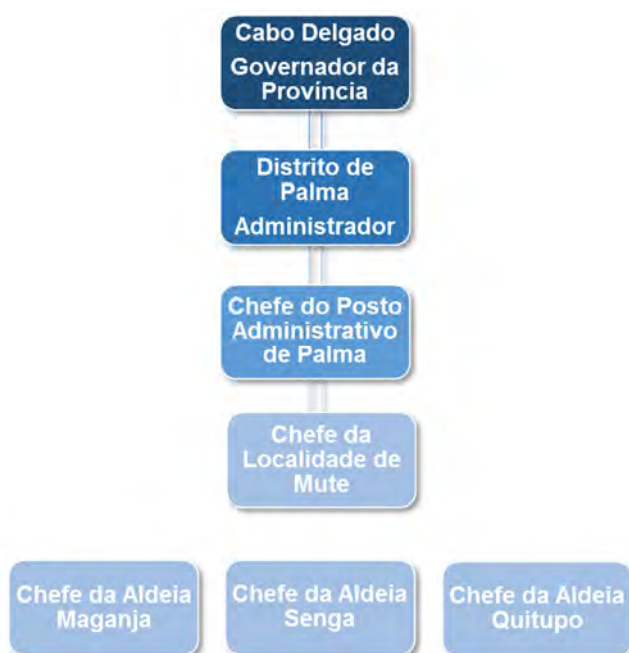 Cabo Delgado
Governador da
Província
Distrito de
Palma
Administrador
Chefe do Posto
Administrativo
de Palma
Chefe da
Localidade de
Mute
Chefe da Aldeia
Maganja
Chefe da Aldeia
Senga
Chefe da Aldeia
Quitupo